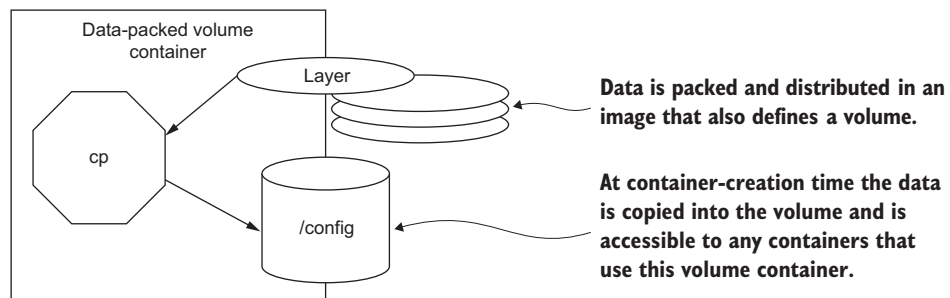 Data-packed volume
container
Layer
Data is packed and distributed in an
image that also defines a volume.
cp
/config
At container-creation time the data
is copied into the volume and is
accessible to any containers that
use this volume container.